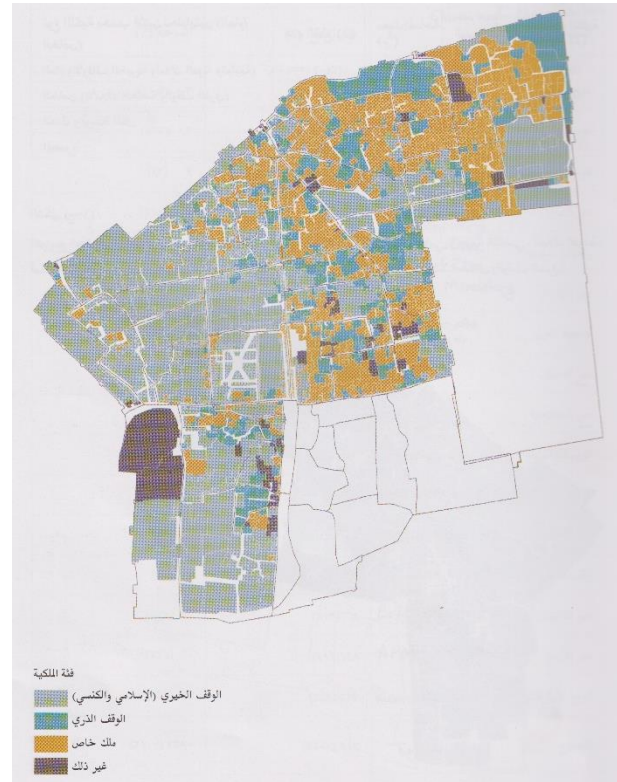 فئة الملكية
الوقف الخيري (الإسلامي والكنسي)
الوقف الذري
ملك خاص
غير ذلك